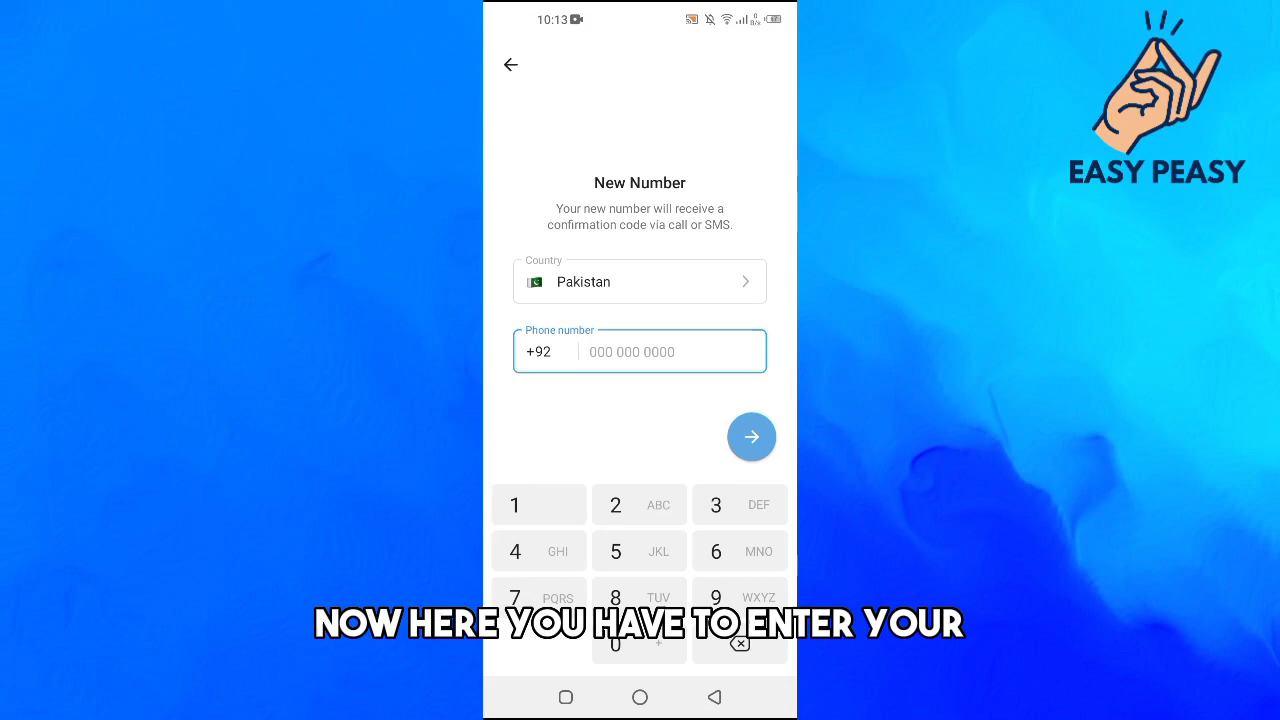 10:13
EASY PEASY
New Number
Your new number will receive a
confirmation code via call or SMS.
Country
Pakistan
Phone number
+92 000 000 0000
1 2 ABC 3 DEF
4 GHI 5 JKL 6 MNO
7 PQRS 8 TUV 9 WXYZ
NOW HERE YOU HAVE TO ENTER YOUR
0 +